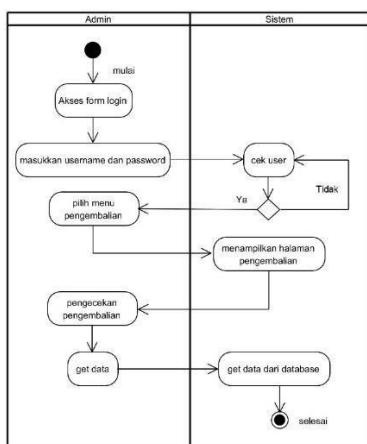 Admin
Sistem
mulai
Akses form login
masukkan username dan password
cek user
Ya
Tidak
pilih menu
pengembalian
menampilkan halaman
pengembalian
pengecekan
pengembalian
get data
get data dari database
selesai